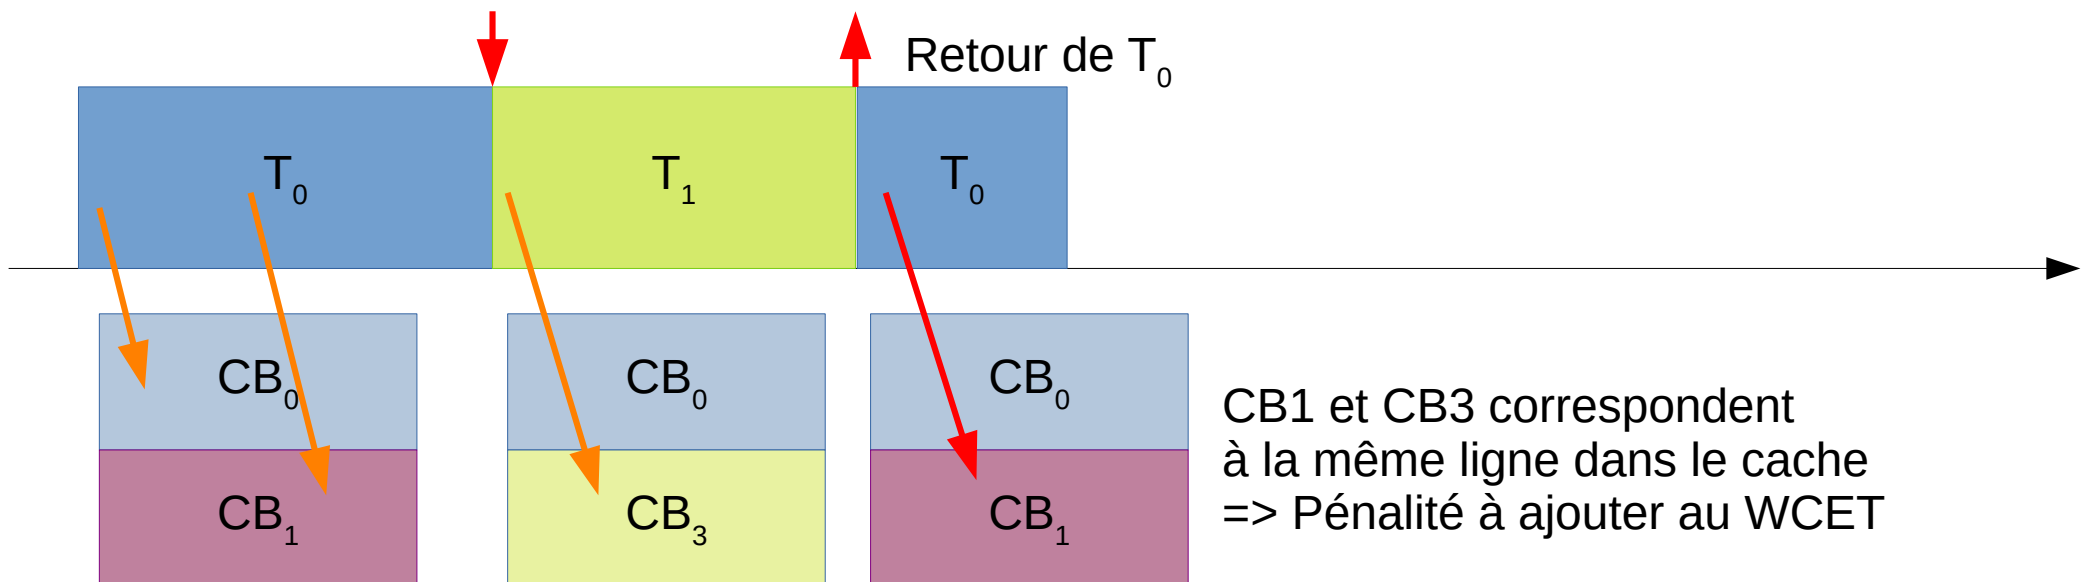 Retour de T₀
T₀
T₁
T₀
CB₀
CB₀
CB₀
CB1 et CB3 correspondent
à la même ligne dans le cache
=> Pénalité à ajouter au WCET
CB₁
CB₃
CB₁